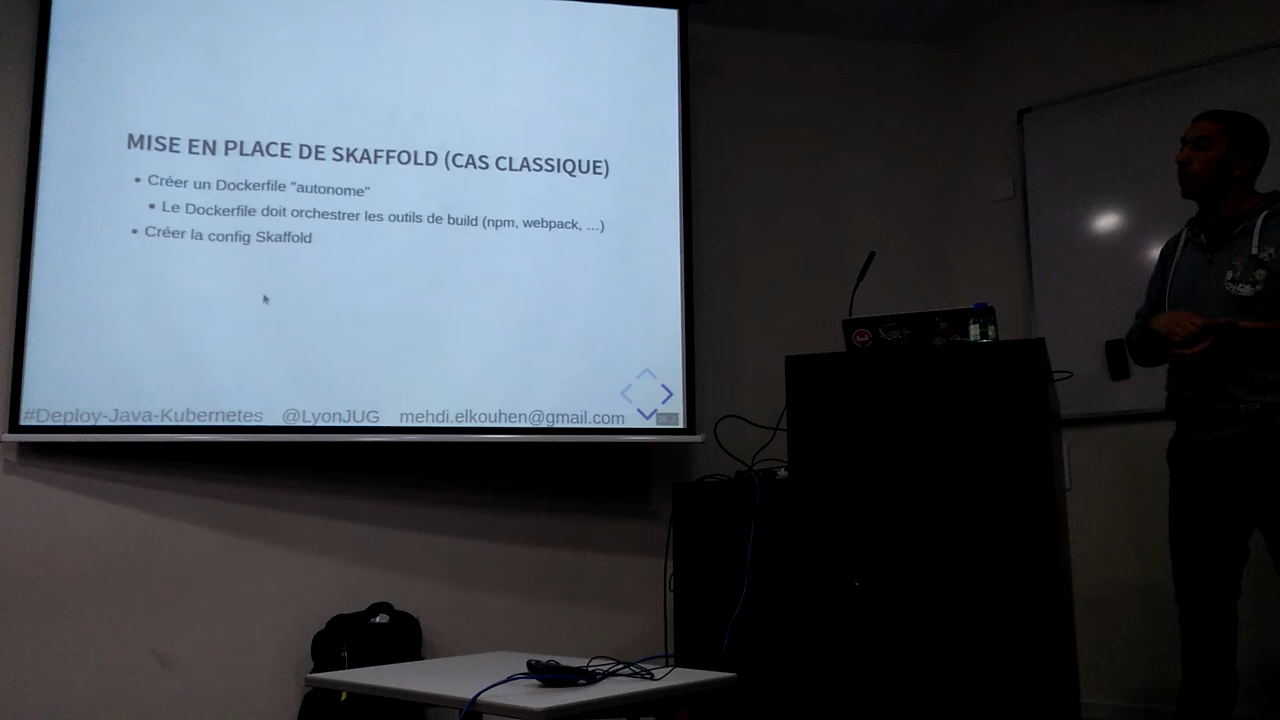 MISE EN PLACE DE SKAFFOLD (CAS CLASSIQUE)
• Créer un Dockerfile "autonome"
▪ Le Dockerfile doit orchestrer les outils de build (npm, webpack, ...)
• Créer la config Skaffold
#Deploy-Java-Kubernetes @LyonJUG mehdi.elkouhen@gmail.com